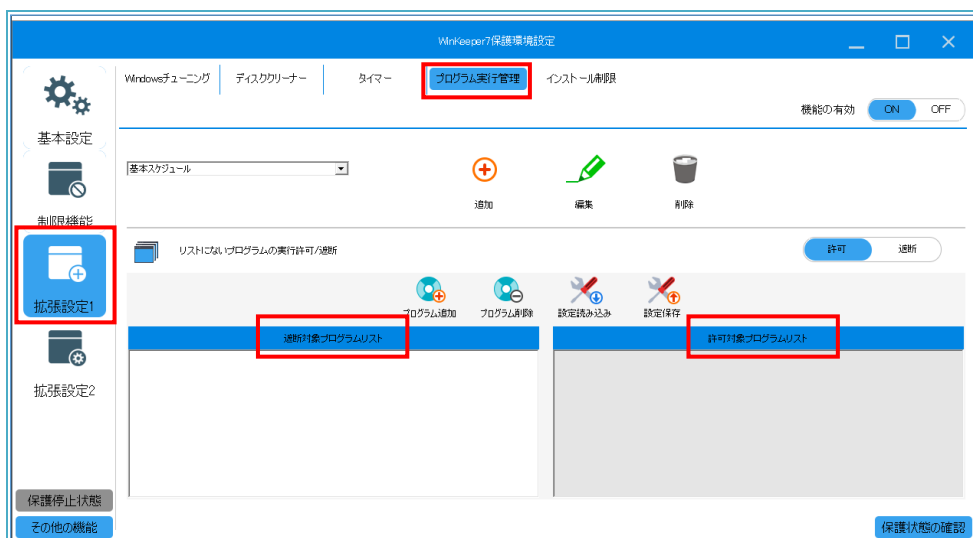 WinKeeper7保護環境設定
Windowsチューニング
ディスククリーナー
タイマー
プログラム実行管理
インストール制限
機能の有効
ON
OFF
基本設定
制限機能
拡張設定1
拡張設定2
基本スケジュール
追加
編集
削除
リストにないプログラムの実行許可/遮断
許可
遮断
プログラム追加
プログラム削除
設定読み込み
設定保存
遮断対象プログラムリスト
許可対象プログラムリスト
保護停止状態
その他の機能
保護状態の確認